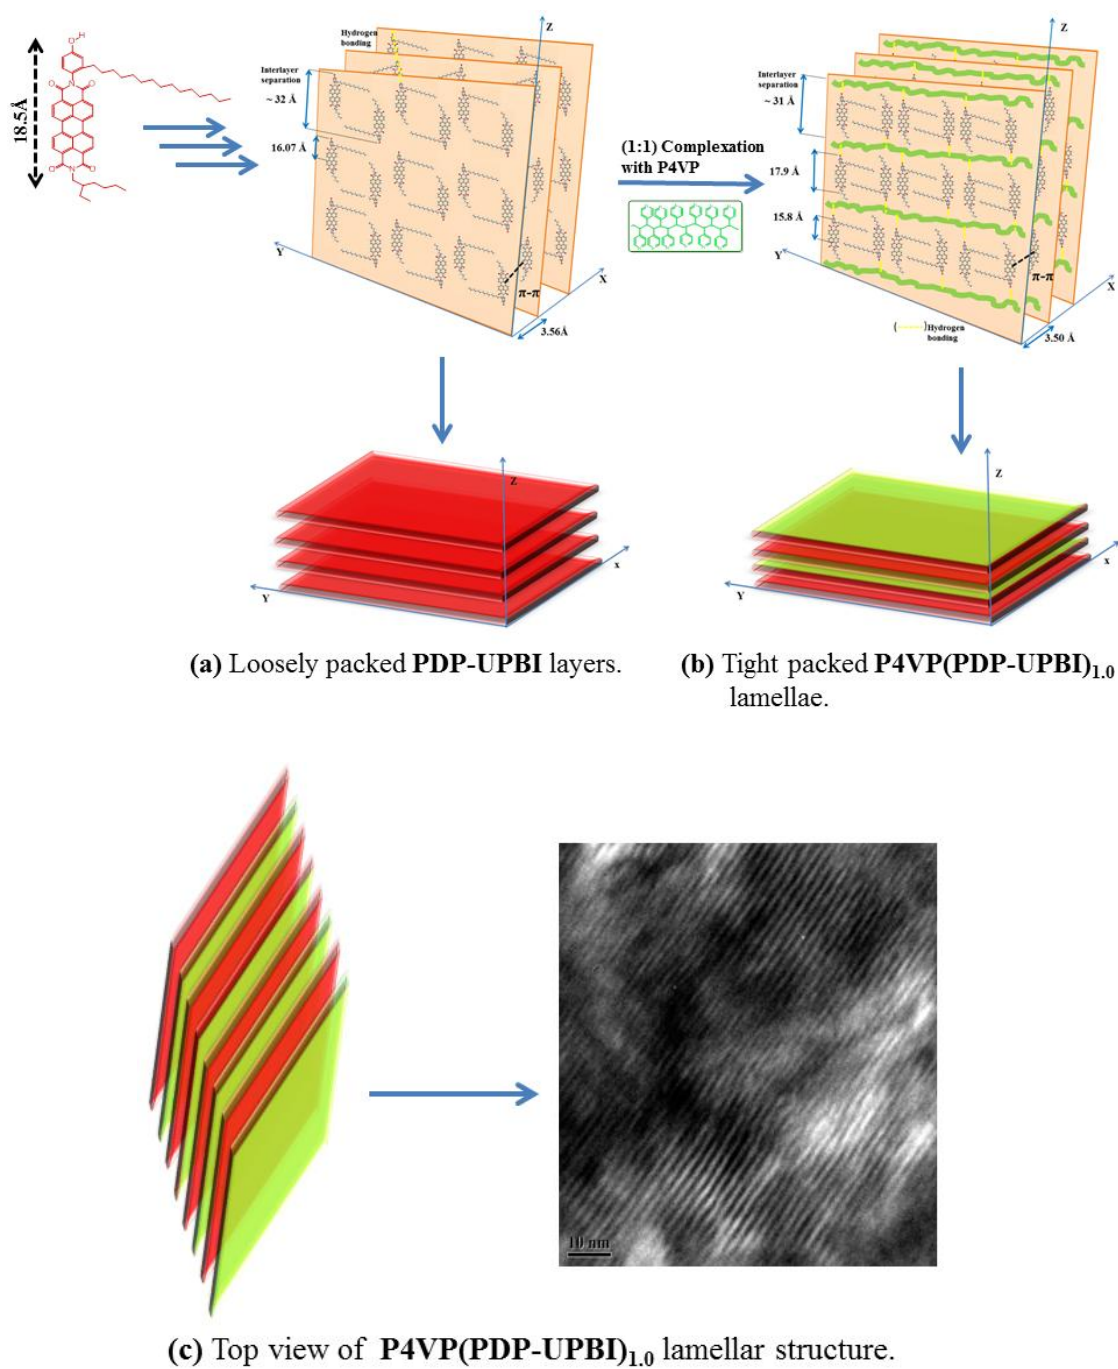 O-H
18.5Å
Hydrogen
bonding
Interlayer
separation
~ 32 Å
16.07 Å
Z
Y
X
π-π
3.56Å
(1:1) Complexation
with P4VP
Interlayer
separation
~ 31 Å
17.9 Å
15.8 Å
Z
Y
X
π-π
3.50 Å
(-----)Hydrogen
bonding
Z
Y
x
Z
Y
x
(a) Loosely packed PDP-UPBI layers.
(b) Tight packed P4VP(PDP-UPBI)1.0
lamellae.
10 nm
(c) Top view of P4VP(PDP-UPBI)1.0 lamellar structure.